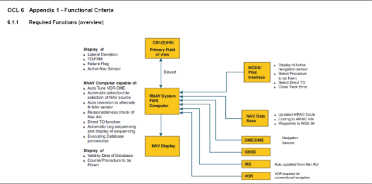 OCL 6 Appendix 1 - Functional Criteria
6.1.1 Required Functions (overview)
CDI (E)HSI
Primary Field
of view
Display of
Lateral Deviation
TO/FROM
Failure Flag
Active Nav Sensor
Slaved
RNAV Computer capable of:
Auto Tune VOR-DME
Automatic selection/de
selection of NAV source
Auto reversion to alternate
R-NAV sensor
Reasonableness check of
Nav Aid
Direct TO function
Automatic Leg sequencing
and display of sequencing
Executing Database
procedures
Display of
Validity Date of Database
Course/Procedure to be
Flown
RNAV System
FMS
Computer
NAV Display
MCDU
Pilot
Interface
Display of Active
navigation sensor
Select Procedure
to be Flown
Select Direct TO
Cross Track Error
NAV Data
Base
Updated AIRAC Cycle
Coding to ARINC 424
Waypoints to WGS 84
DME/DME
Navigation
Sensors
GNSS
IRS
Auto updated from Nav Aid
VOR
VOR required for
conventional navigation